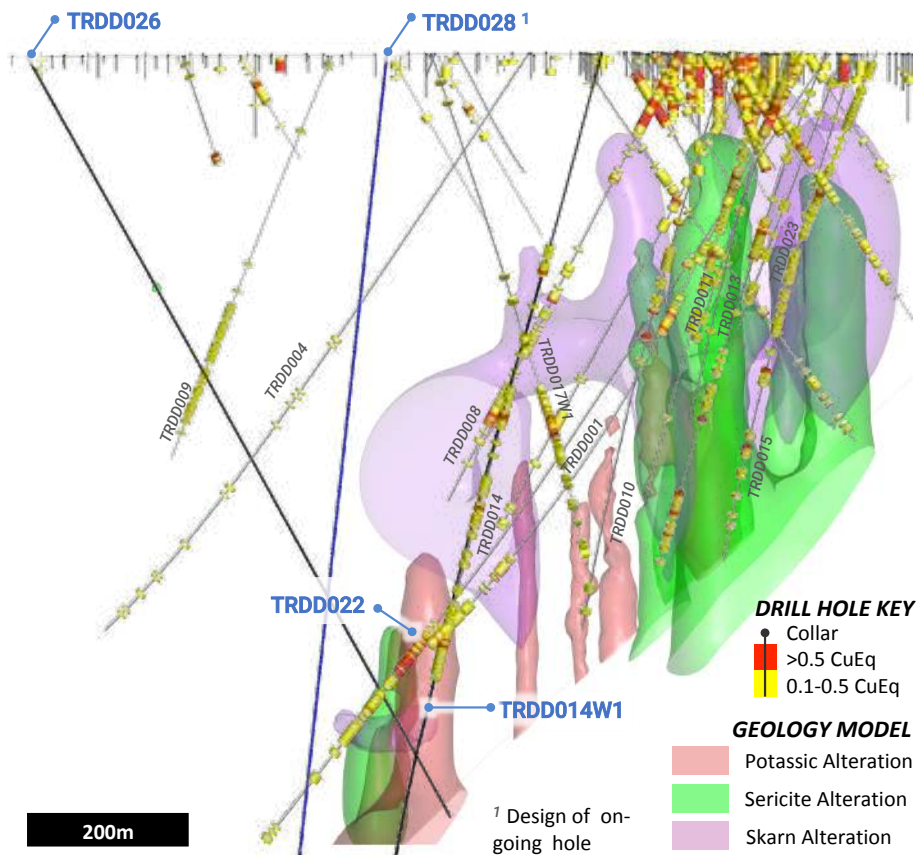 TRDD026
TRDD028 ¹
TRDD009
TRDD004
TRDD008
TRDD017W1
TRDD014
TRDD001
TRDD010
TRDD011
TRDD013
TRDD023
TRDD015
TRDD022
TRDD014W1
DRILL HOLE KEY
Collar
>0.5 CuEq
0.1-0.5 CuEq
GEOLOGY MODEL
Potassic Alteration
Sericite Alteration
Skarn Alteration
¹ Design of on-
going hole
200m